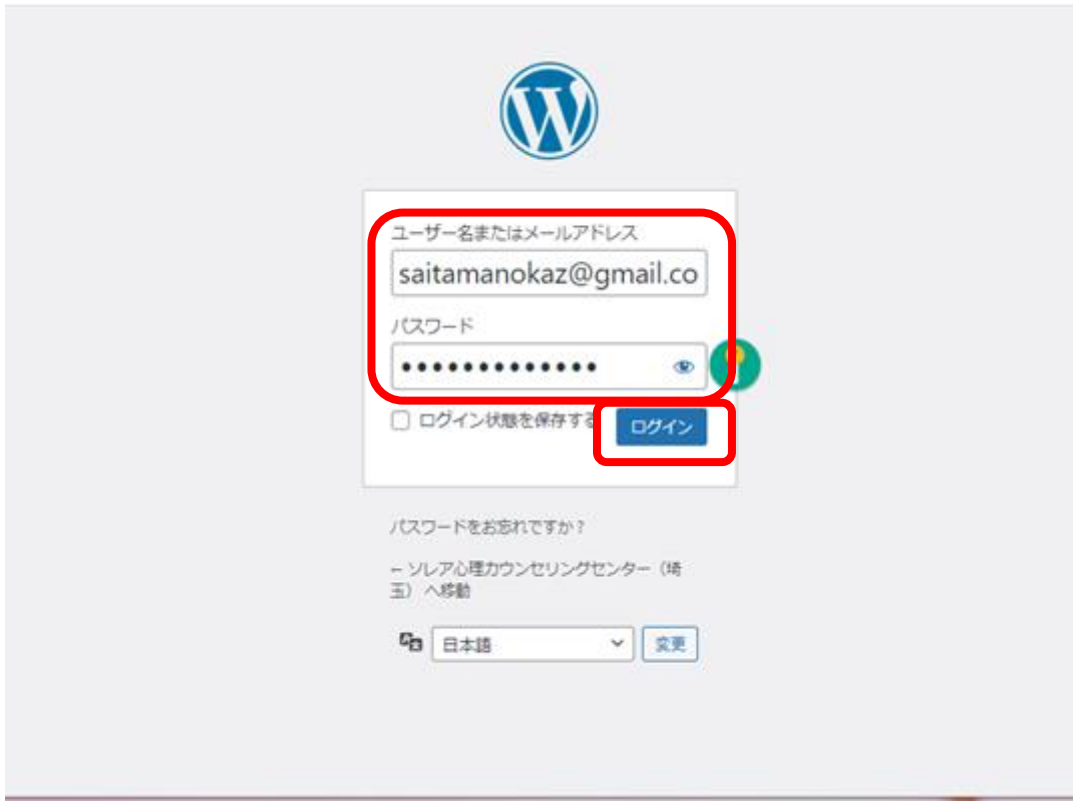 ユーザー名またはメールアドレス
saitamanokaz@gmail.co
パスワード
•••••••••••••
ログイン状態を保存する
ログイン
パスワードをお忘れですか ?
← ソレア心理カウンセリングセンター（埼
玉） へ移動
日本語
変更